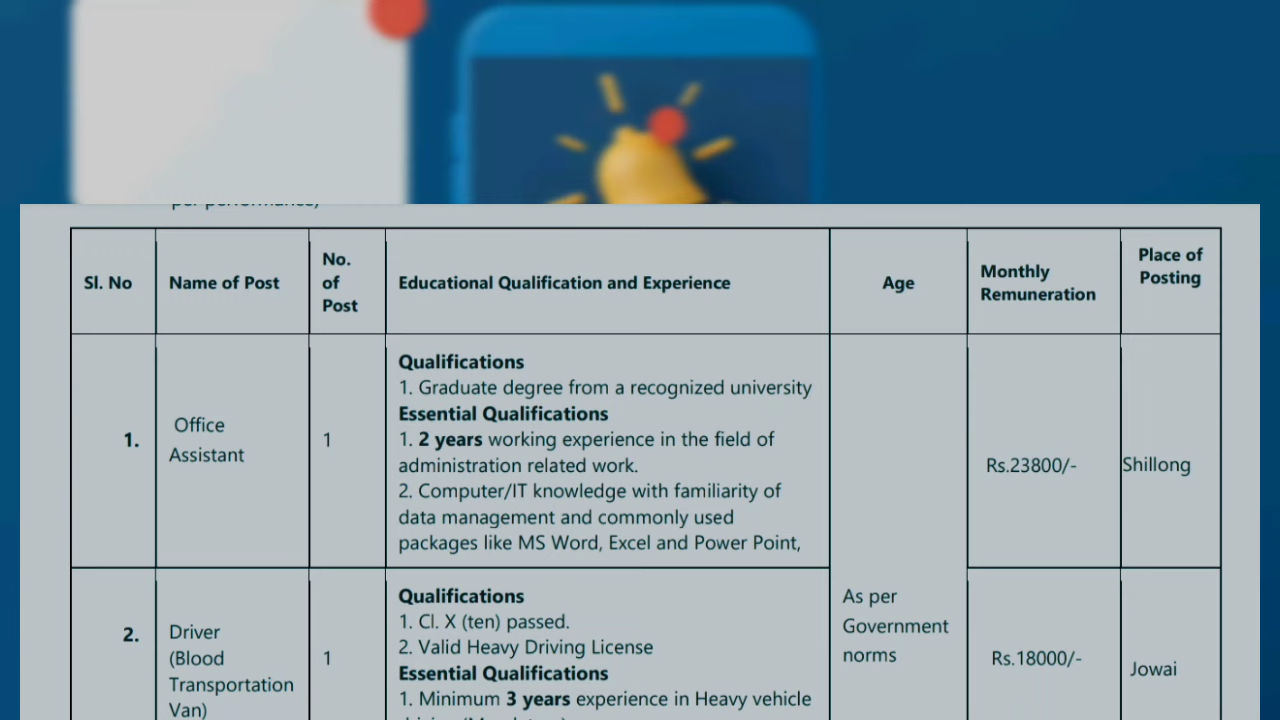 per performance)
Sl. No
Name of Post
No.
of
Post
Educational Qualification and Experience
Age
Monthly
Remuneration
Place of
Posting
1.
Office
Assistant
1
Qualifications
1. Graduate degree from a recognized university
Essential Qualifications
1. 2 years working experience in the field of
administration related work.
2. Computer/IT knowledge with familiarity of
data management and commonly used
packages like MS Word, Excel and Power Point,
As per
Government
norms
Rs.23800/-
Shillong
2.
Driver
(Blood
Transportation
Van)
1
Qualifications
1. Cl. X (ten) passed.
2. Valid Heavy Driving License
Essential Qualifications
1. Minimum 3 years experience in Heavy vehicle
Rs.18000/-
Jowai